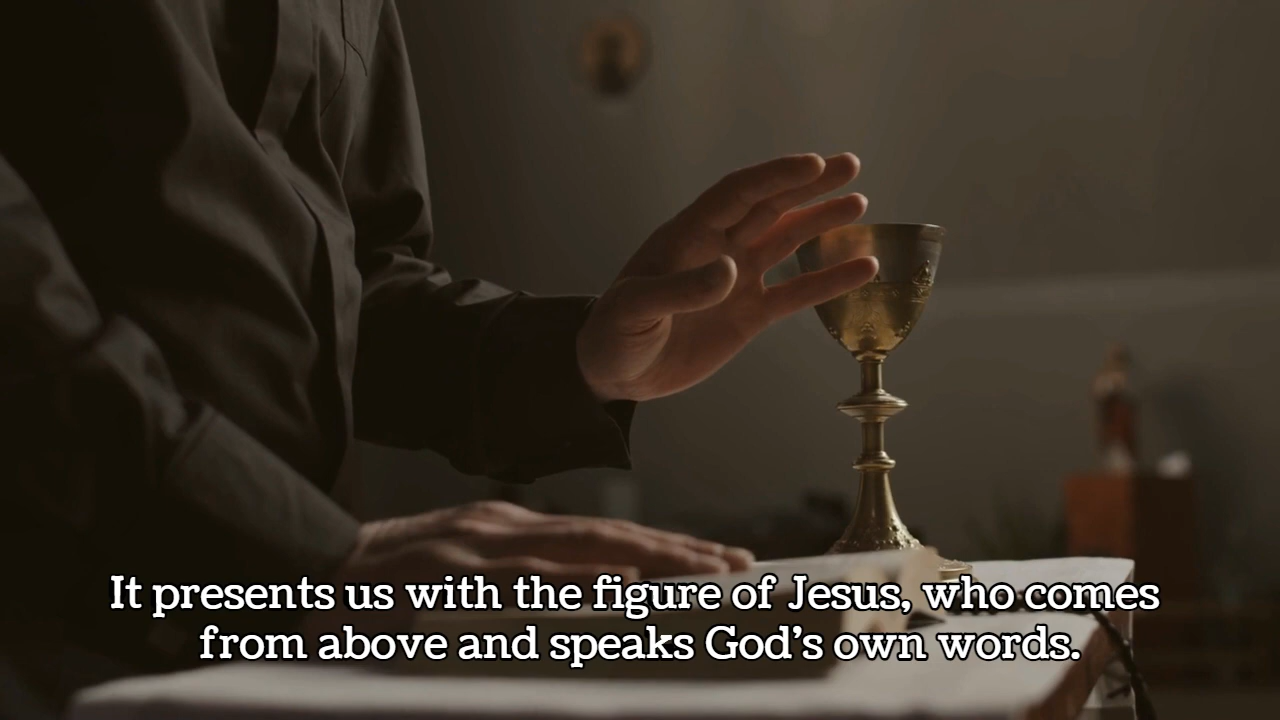 It presents us with the figure of Jesus, who comes
from above and speaks God's own words.